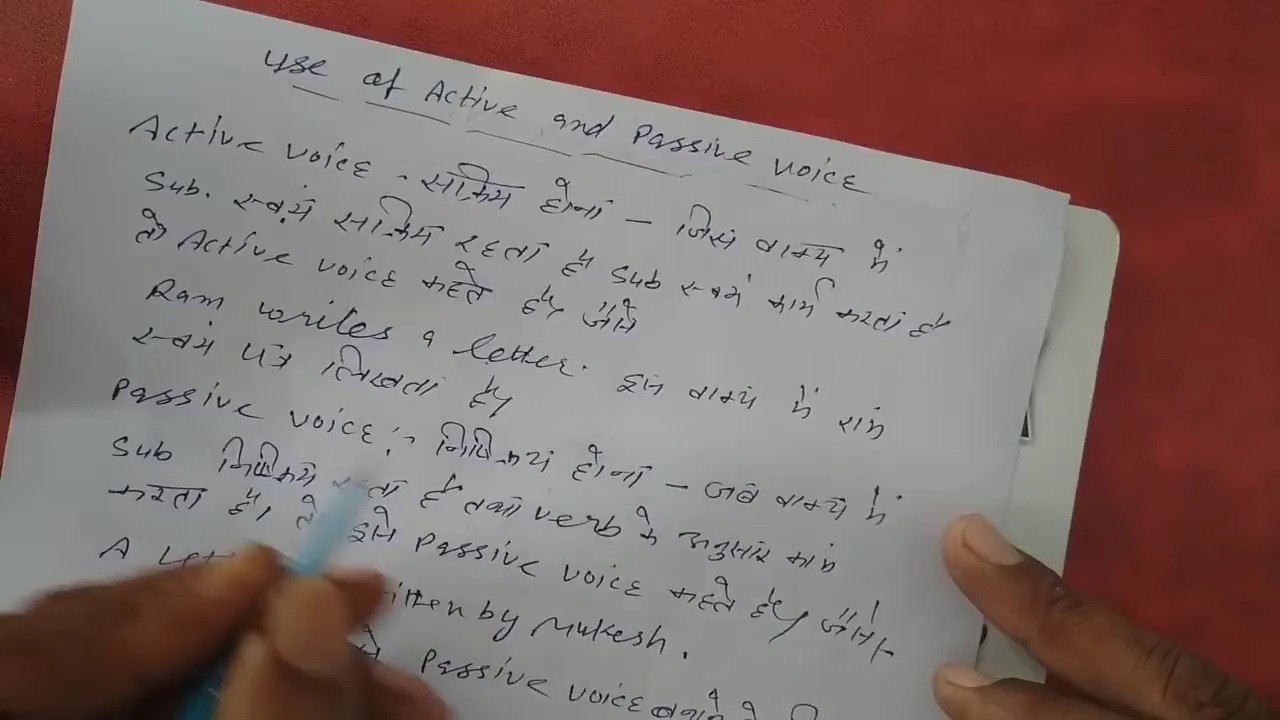 Use of Active and Passive voice
Active voice - सक्रिय होना - जिस वाक्य में
Sub. स्वयं सक्रिय रहता है Sub स्वयं कार्य करता है
तो Active voice कहते हैं जैसे
Ram writes a letter. इस वाक्य में राम
स्वयं पत्र लिखता है
Passive voice :- निष्क्रिय होना - जब वाक्य में
Sub निष्क्रिय रहता है तथा verb के अनुसार काम
करता है। तो इसे Passive voice कहते हैं जैसे
A written by Mukesh.
Passive voice बनाने के